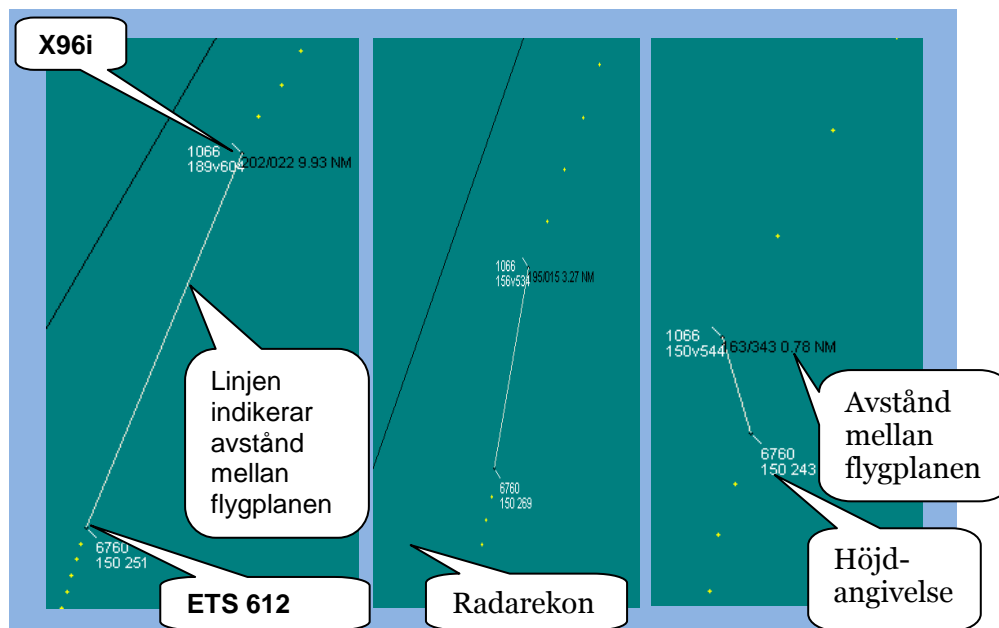 X96i
1066
189v604
202/022 9.93 NM
Linjen
indikerar
avstånd
mellan
flygplanen
6760
150 251
ETS 612
1066
156v534
195/015 3.27 NM
6760
150 269
Radarekon
1066
150v544
163/343 0.78 NM
Avstånd
mellan
flygplanen
6760
150 243
Höjd-
angivelse